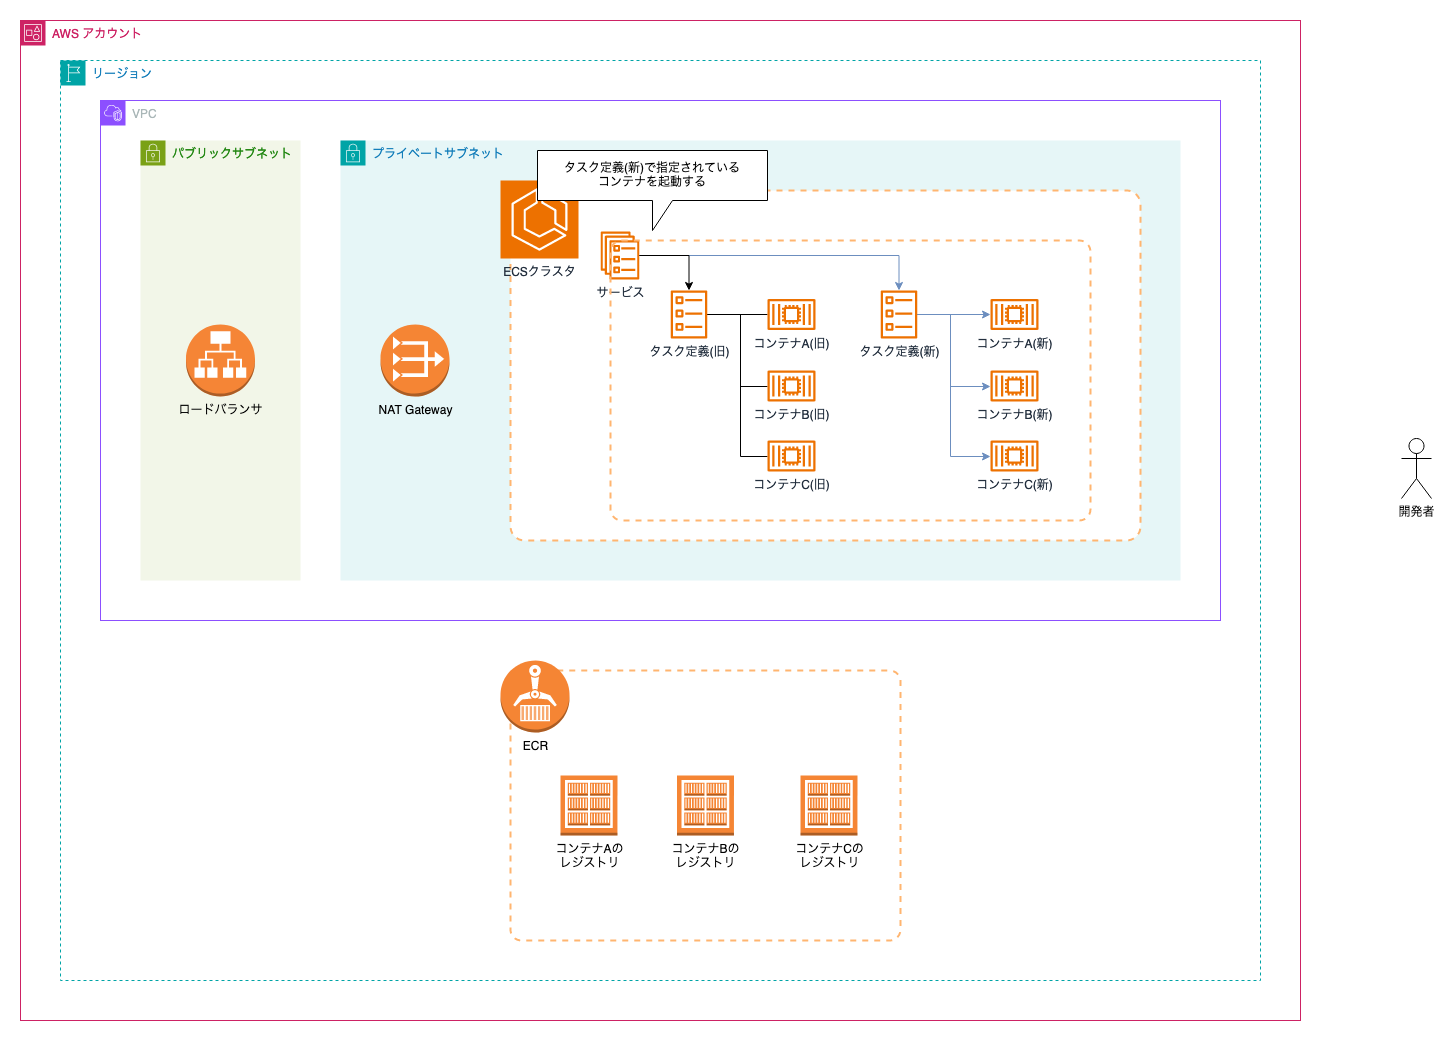 AWS アカウント
リージョン
VPC
パブリックサブネット
プライベートサブネット
タスク定義(新)で指定されている
コンテナを起動する
ECSクラスタ
サービス
タスク定義(旧)
コンテナA(旧)
タスク定義(新)
コンテナA(新)
ロードバランサ
NAT Gateway
コンテナB(旧)
コンテナB(新)
コンテナC(旧)
コンテナC(新)
開発者
ECR
コンテナAの
レジストリ
コンテナBの
レジストリ
コンテナCの
レジストリ